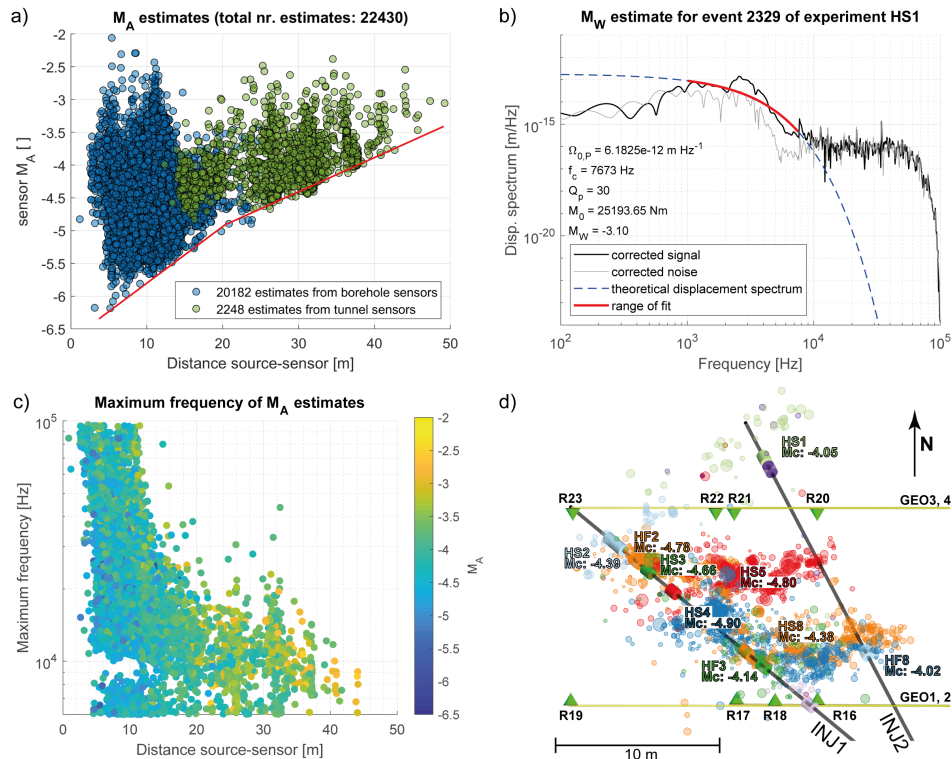 a)
M_A estimates (total nr. estimates: 22430)
sensor M_A [ ]
-2
-2.5
-3
-3.5
-4
-4.5
-5
-5.5
-6
-6.5
20182 estimates from borehole sensors
2248 estimates from tunnel sensors
0
10
20
30
40
50
Distance source-sensor [m]
b)
M_W estimate for event 2329 of experiment HS1
Disp. spectrum [m/Hz]
10^-15
10^-20
Ω_0,P = 6.1825e-12 m Hz^-1
f_c = 7673 Hz
Q_p = 30
M_0 = 25193.65 Nm
M_W = -3.10
corrected signal
corrected noise
theoretical displacement spectrum
range of fit
10^2
10^3
10^4
10^5
Frequency [Hz]
c)
Maximum frequency of M_A estimates
Maximum frequency [Hz]
10^5
10^4
0
10
20
30
40
50
Distance source-sensor [m]
-2
-2.5
-3
-3.5
-4
-4.5
-5
-5.5
-6
-6.5
M_A
d)
N
HS1
Mc: -4.05
R23
R22
R21
R20
GEO3, 4
HS2
Mc: -4.39
HF2
Mc: -4.78
HS3
Mc: -4.66
HS5
Mc: -4.80
HS4
Mc: -4.90
HS8
Mc: -4.38
HF3
Mc: -4.14
HF8
Mc: -4.02
GEO1, 2
R19
R17
R18
R16
10 m
INJ1
INJ2